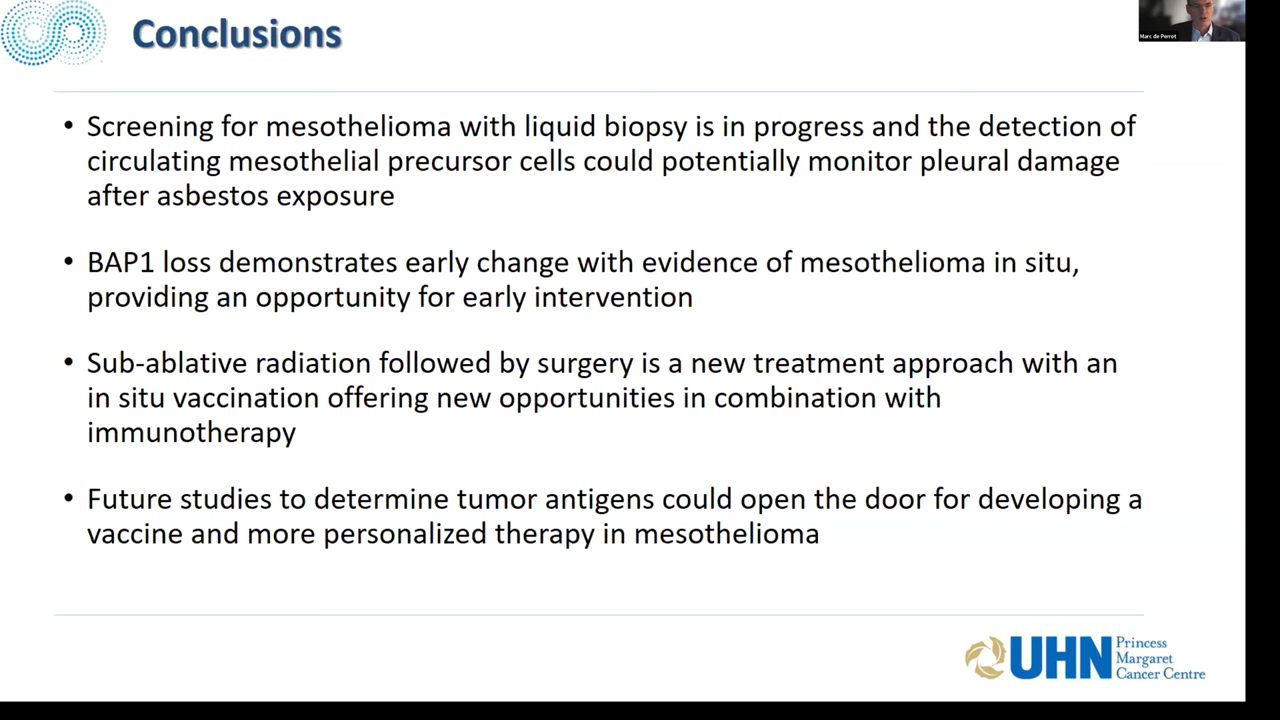 Conclusions
Marc de Perrot
• Screening for mesothelioma with liquid biopsy is in progress and the detection of
circulating mesothelial precursor cells could potentially monitor pleural damage
after asbestos exposure
• BAP1 loss demonstrates early change with evidence of mesothelioma in situ,
providing an opportunity for early intervention
• Sub-ablative radiation followed by surgery is a new treatment approach with an
in situ vaccination offering new opportunities in combination with
immunotherapy
• Future studies to determine tumor antigens could open the door for developing a
vaccine and more personalized therapy in mesothelioma
UHN
Princess
Margaret
Cancer Centre